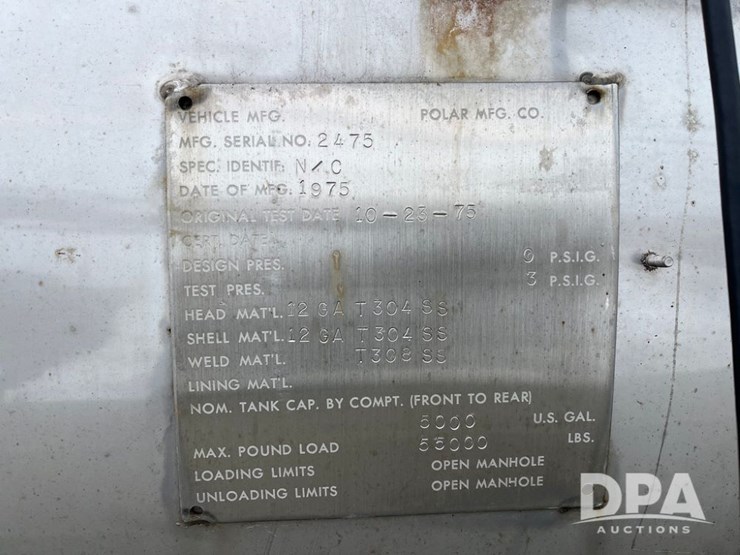 VEHICLE MFG. POLAR MFG. CO.
MFG. SERIAL NO. 2475
SPEC. IDENTIF: N/C
DATE OF MFG. 1975
ORIGINAL TEST DATE 10-23-75
CERT. DATE
DESIGN PRES. 0 P.S.I.G.
TEST PRES. 3 P.S.I.G.
HEAD MAT'L. 12 GA T304 SS
SHELL MAT'L. 12 GA T304 SS
WELD MAT'L. T308 SS
LINING MAT'L.
NOM. TANK CAP. BY COMPT. (FRONT TO REAR)
5000 U.S. GAL.
MAX. POUND LOAD 55000 LBS.
LOADING LIMITS OPEN MANHOLE
UNLOADING LIMITS OPEN MANHOLE
DPA
AUCTIONS